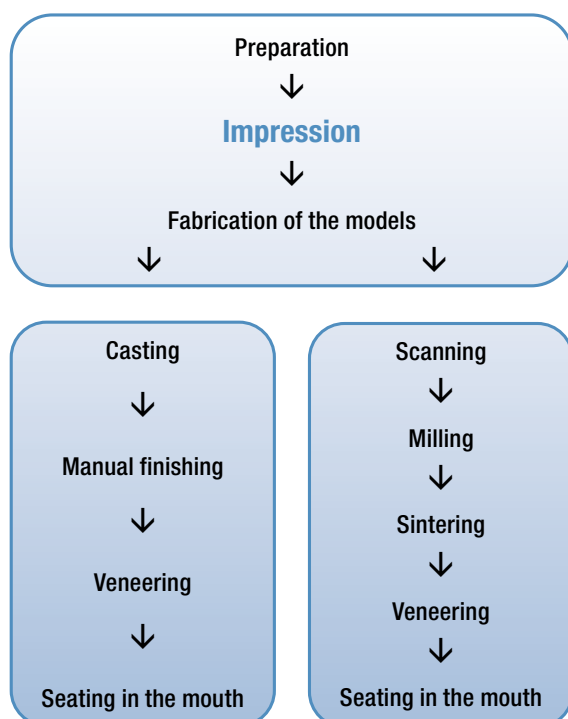 Preparation
Impression
Fabrication of the models
Casting
Manual finishing
Veneering
Seating in the mouth
Scanning
Milling
Sintering
Veneering
Seating in the mouth